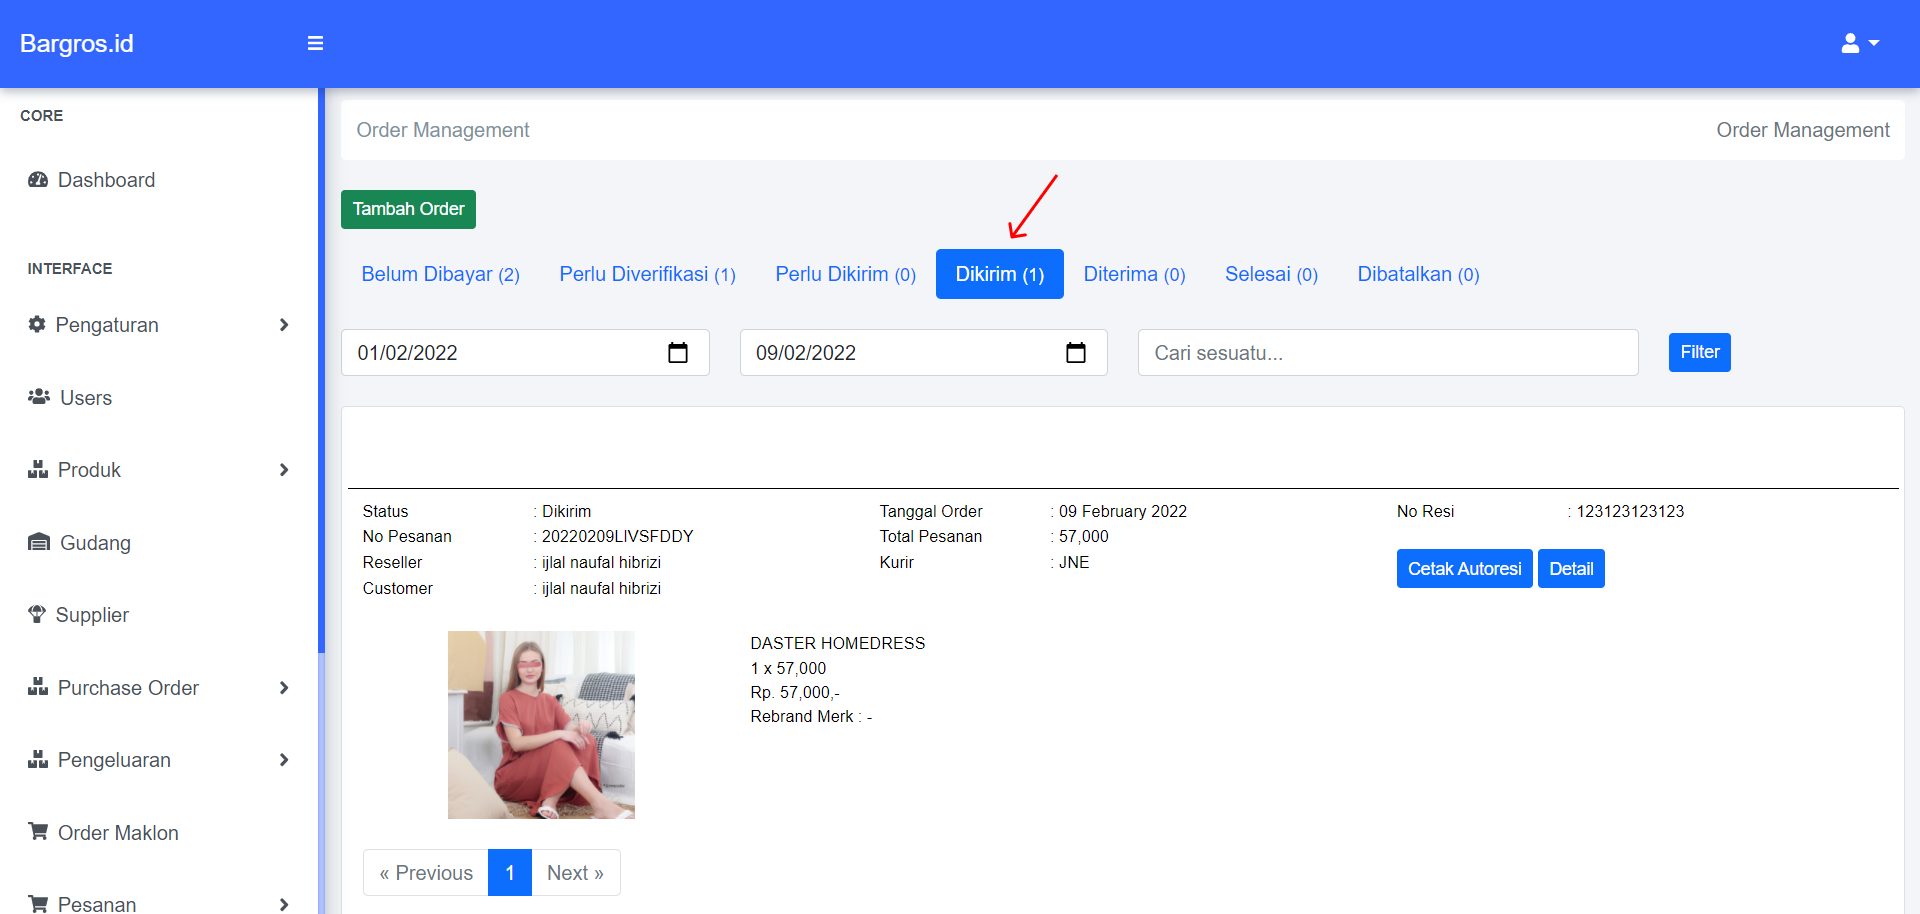 Bargros.id
CORE
Dashboard
INTERFACE
Pengaturan
Users
Produk
Gudang
Supplier
Purchase Order
Pengeluaran
Order Maklon
Pesanan
Order Management
Order Management
Tambah Order
Belum Dibayar (2)
Perlu Diverifikasi (1)
Perlu Dikirim (0)
Dikirim (1)
Diterima (0)
Selesai (0)
Dibatalkan (0)
01/02/2022
09/02/2022
Cari sesuatu...
Filter
Status : Dikirim
No Pesanan : 20220209LIVSFDDY
Reseller : ijlal naufal hibrizi
Customer : ijlal naufal hibrizi
Tanggal Order : 09 February 2022
Total Pesanan : 57,000
Kurir : JNE
No Resi : 123123123123
Cetak Autoresi
Detail
DASTER HOMEDRESS
1 x 57,000
Rp. 57,000,-
Rebrand Merk : -
« Previous
1
Next »